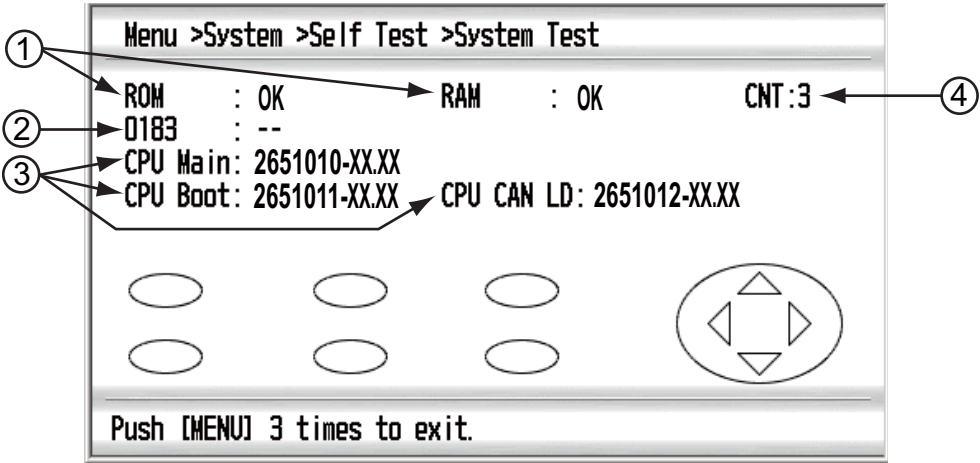 Menu >System >Self Test >System Test
① ROM : OK RAM : OK CNT:3 ④
② 0183 : --
③ CPU Main: 2651010-XX.XX
CPU Boot: 2651011-XX.XX CPU CAN LD: 2651012-XX.XX
Push [MENU] 3 times to exit.